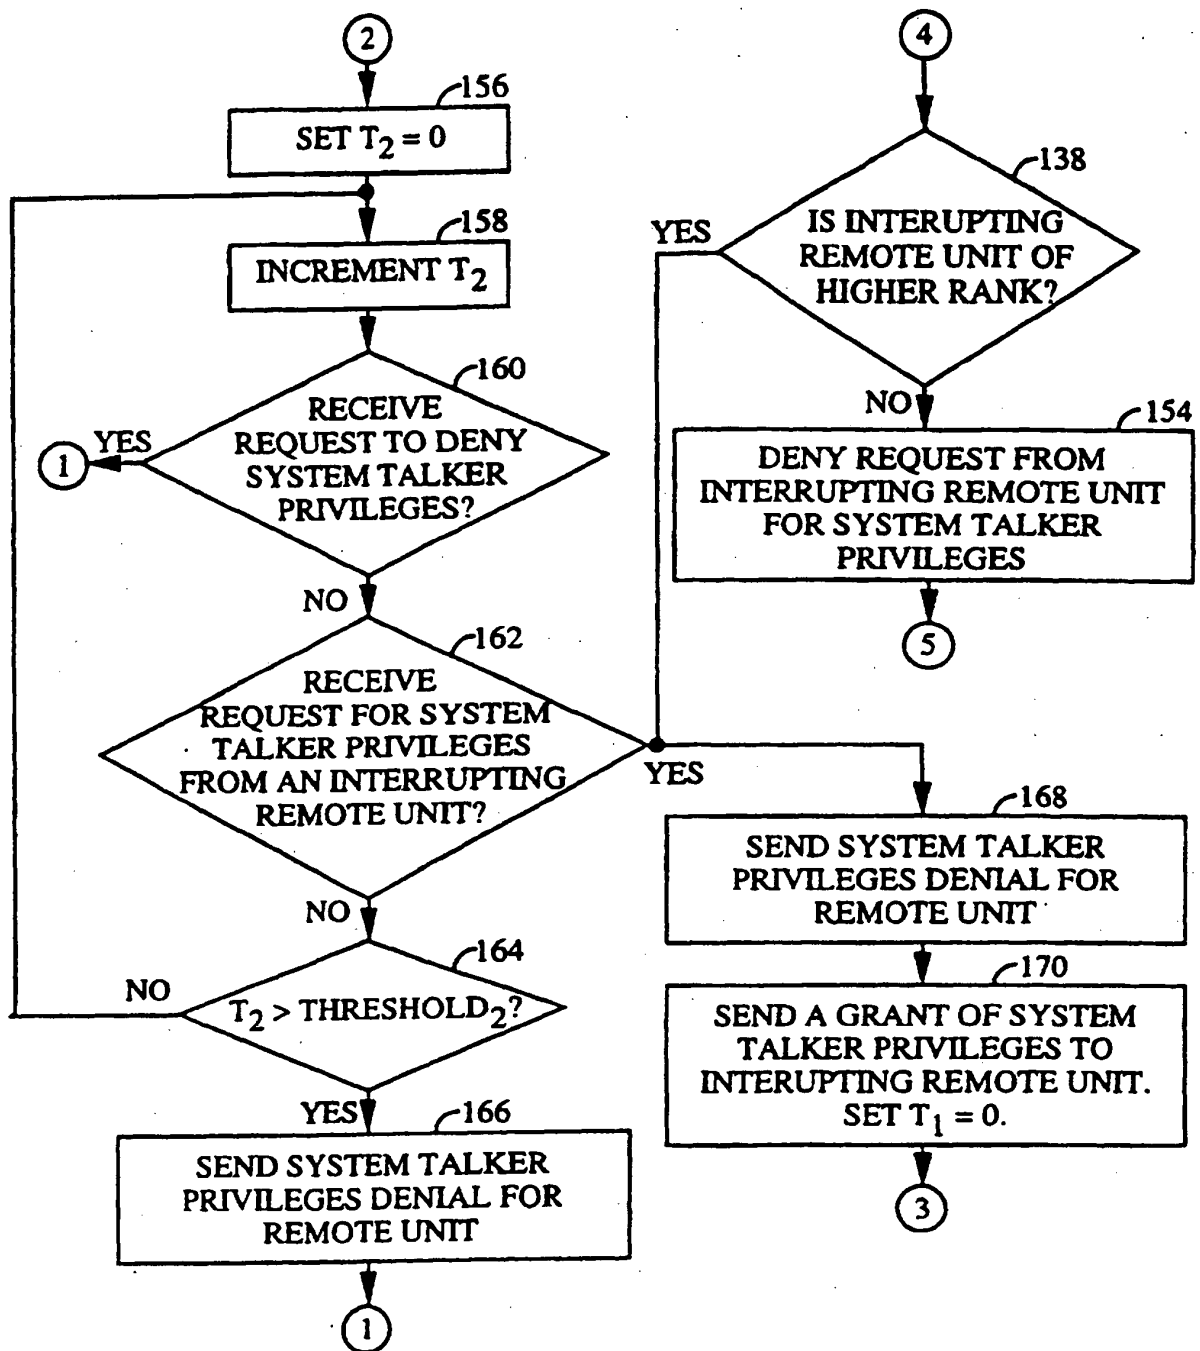 2
156
SET T2 = 0
158
INCREMENT T2
160
RECEIVE
REQUEST TO DENY
SYSTEM TALKER
PRIVILEGES?
YES
1
NO
162
RECEIVE
REQUEST FOR SYSTEM
TALKER PRIVILEGES
FROM AN INTERRUPTING
REMOTE UNIT?
YES
NO
164
T2 > THRESHOLD2?
NO
YES
166
SEND SYSTEM TALKER
PRIVILEGES DENIAL FOR
REMOTE UNIT
1
4
138
IS INTERUPTING
REMOTE UNIT OF
HIGHER RANK?
YES
NO
154
DENY REQUEST FROM
INTERRUPTING REMOTE UNIT
FOR SYSTEM TALKER
PRIVILEGES
5
168
SEND SYSTEM TALKER
PRIVILEGES DENIAL FOR
REMOTE UNIT
170
SEND A GRANT OF SYSTEM
TALKER PRIVILEGES TO
INTERUPTING REMOTE UNIT.
SET T1 = 0.
3